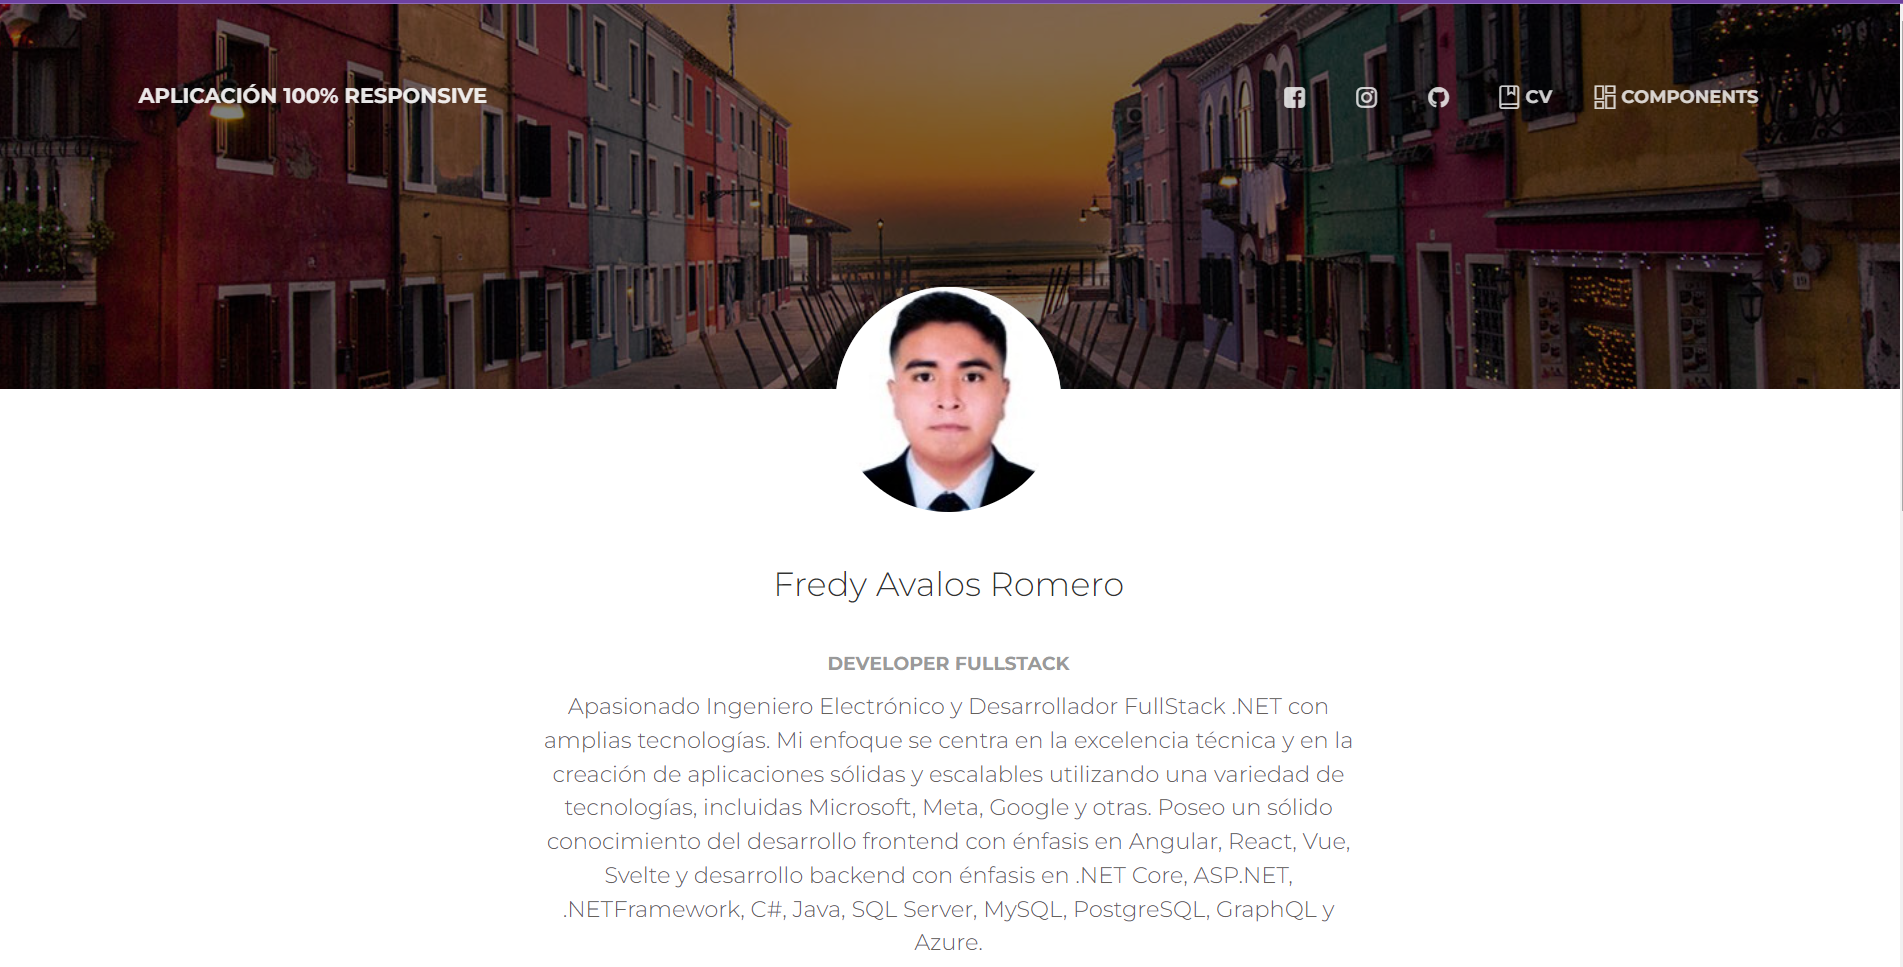 APLICACIÓN 100% RESPONSIVE
CV
COMPONENTS
Fredy Avalos Romero
DEVELOPER FULLSTACK
Apasionado Ingeniero Electrónico y Desarrollador FullStack .NET con
amplias tecnologías. Mi enfoque se centra en la excelencia técnica y en la
creación de aplicaciones sólidas y escalables utilizando una variedad de
tecnologías, incluidas Microsoft, Meta, Google y otras. Poseo un sólido
conocimiento del desarrollo frontend con énfasis en Angular, React, Vue,
Svelte y desarrollo backend con énfasis en .NET Core, ASP.NET,
.NETFramework, C#, Java, SQL Server, MySQL, PostgreSQL, GraphQL y
Azure.